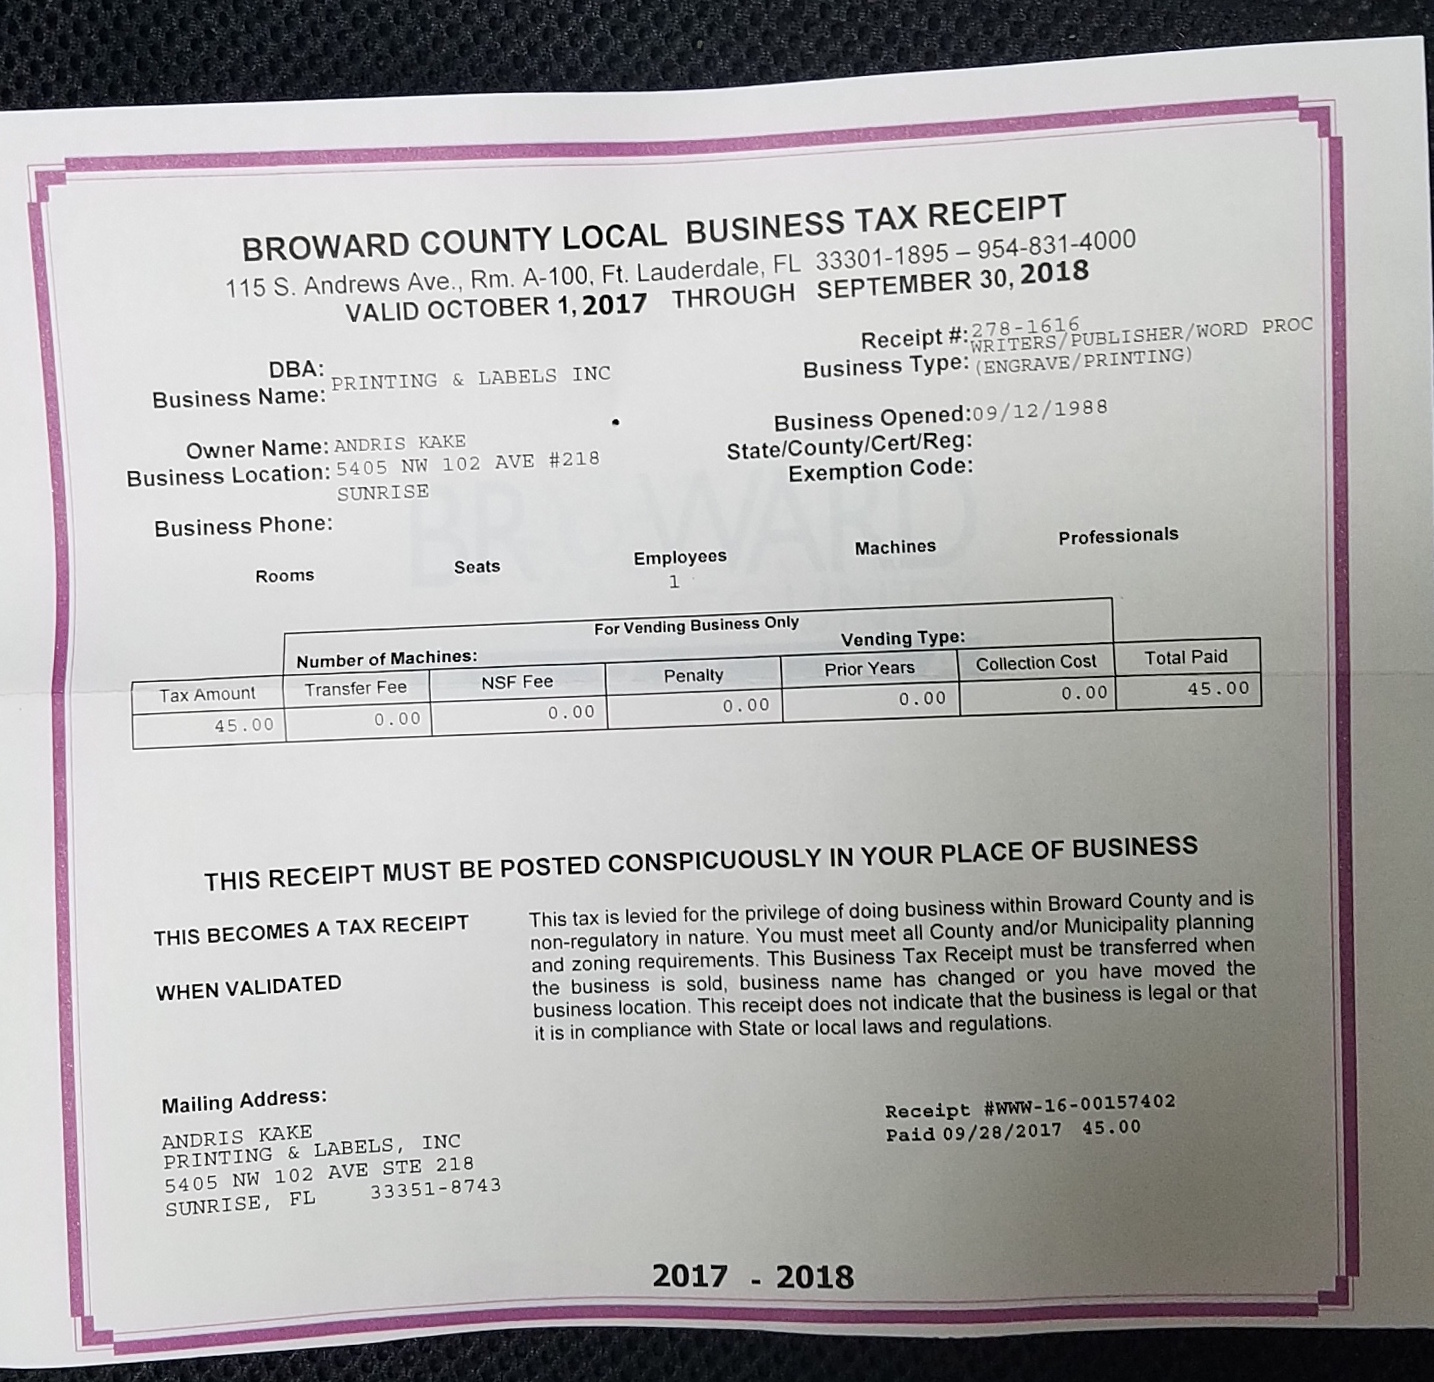 BROWARD COUNTY LOCAL BUSINESS TAX RECEIPT
115 S. Andrews Ave., Rm. A-100, Ft. Lauderdale, FL 33301-1895 – 954-831-4000
VALID OCTOBER 1, 2017 THROUGH SEPTEMBER 30, 2018
DBA:
Business Name: PRINTING & LABELS INC
Receipt #: 278-1616
Business Type: WRITERS/PUBLISHER/WORD PROC
(ENGRAVE/PRINTING)
Owner Name: ANDRIS KAKE
Business Location: 5405 NW 102 AVE #218
SUNRISE
Business Phone:
Business Opened: 09/12/1988
State/County/Cert/Reg:
Exemption Code:
Rooms Seats Employees Machines Professionals
1
For Vending Business Only
Number of Machines: Vending Type:
Tax Amount Transfer Fee NSF Fee Penalty Prior Years Collection Cost Total Paid
45.00 0.00 0.00 0.00 0.00 0.00 45.00
THIS RECEIPT MUST BE POSTED CONSPICUOUSLY IN YOUR PLACE OF BUSINESS
THIS BECOMES A TAX RECEIPT
WHEN VALIDATED
This tax is levied for the privilege of doing business within Broward County and is
non-regulatory in nature. You must meet all County and/or Municipality planning
and zoning requirements. This Business Tax Receipt must be transferred when
the business is sold, business name has changed or you have moved the
business location. This receipt does not indicate that the business is legal or that
it is in compliance with State or local laws and regulations.
Mailing Address:
ANDRIS KAKE
PRINTING & LABELS, INC
5405 NW 102 AVE STE 218
SUNRISE, FL 33351-8743
Receipt #WWW-16-00157402
Paid 09/28/2017 45.00
2017 - 2018
BROWARD
COUNTY